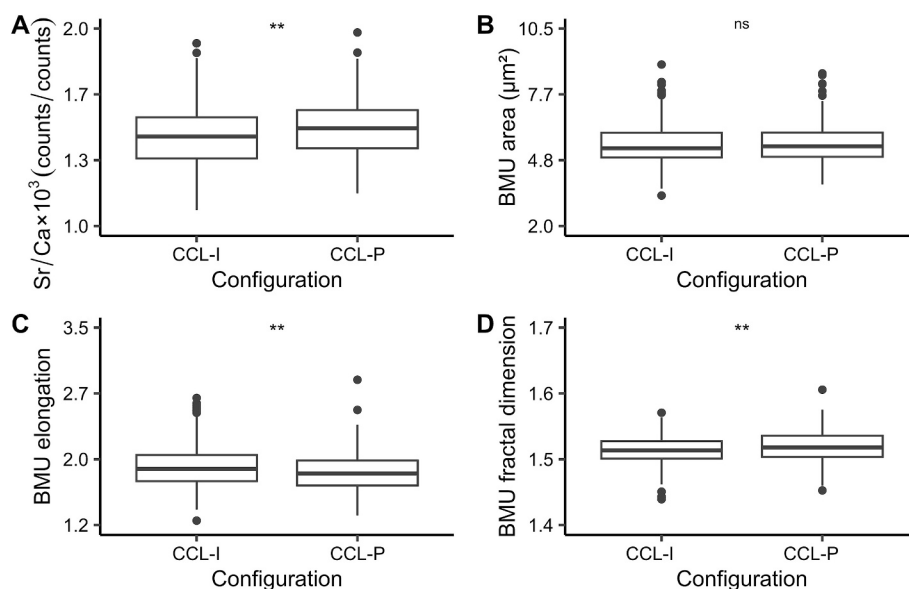 A
Sr/Ca×10³ (counts/counts)
2.0
1.7
1.3
1.0
**
CCL-I
CCL-P
Configuration
B
BMU area (µm²)
10.5
7.7
4.8
2.0
ns
CCL-I
CCL-P
Configuration
C
BMU elongation
3.5
2.7
2.0
1.2
**
CCL-I
CCL-P
Configuration
D
BMU fractal dimension
1.7
1.6
1.5
1.4
**
CCL-I
CCL-P
Configuration